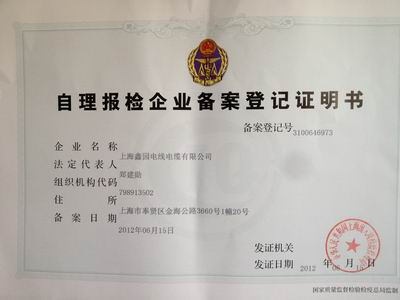 自理报检企业备案登记证明书
备案登记号 3100646973
企业名称 上海鑫园电线电缆有限公司
法定代表人 郑建勋
组织机构代码 798913502
住所 上海市奉贤区金海公路3660号1幢20号
备案日期 2012年06月15日
发证机关
发证日期 2012 年 06 月 15 日
国家质量监督检验检疫总局监制